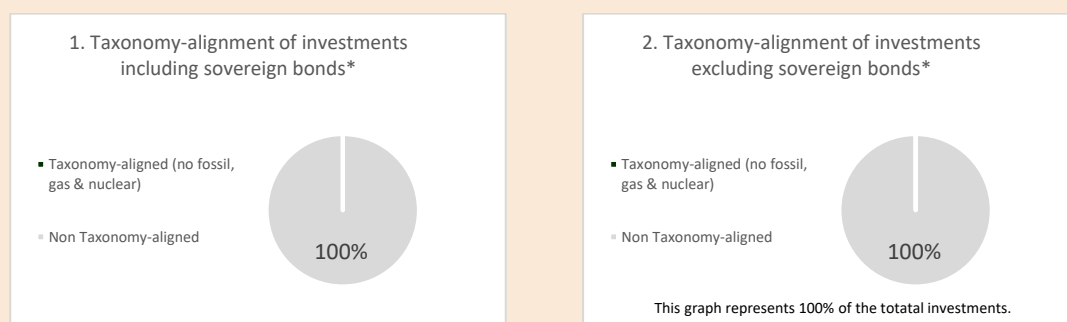 1. Taxonomy-alignment of investments
including sovereign bonds*
Taxonomy-aligned (no fossil,
gas & nuclear)
Non Taxonomy-aligned
100%
2. Taxonomy-alignment of investments
excluding sovereign bonds*
Taxonomy-aligned (no fossil,
gas & nuclear)
Non Taxonomy-aligned
100%
This graph represents 100% of the totatal investments.